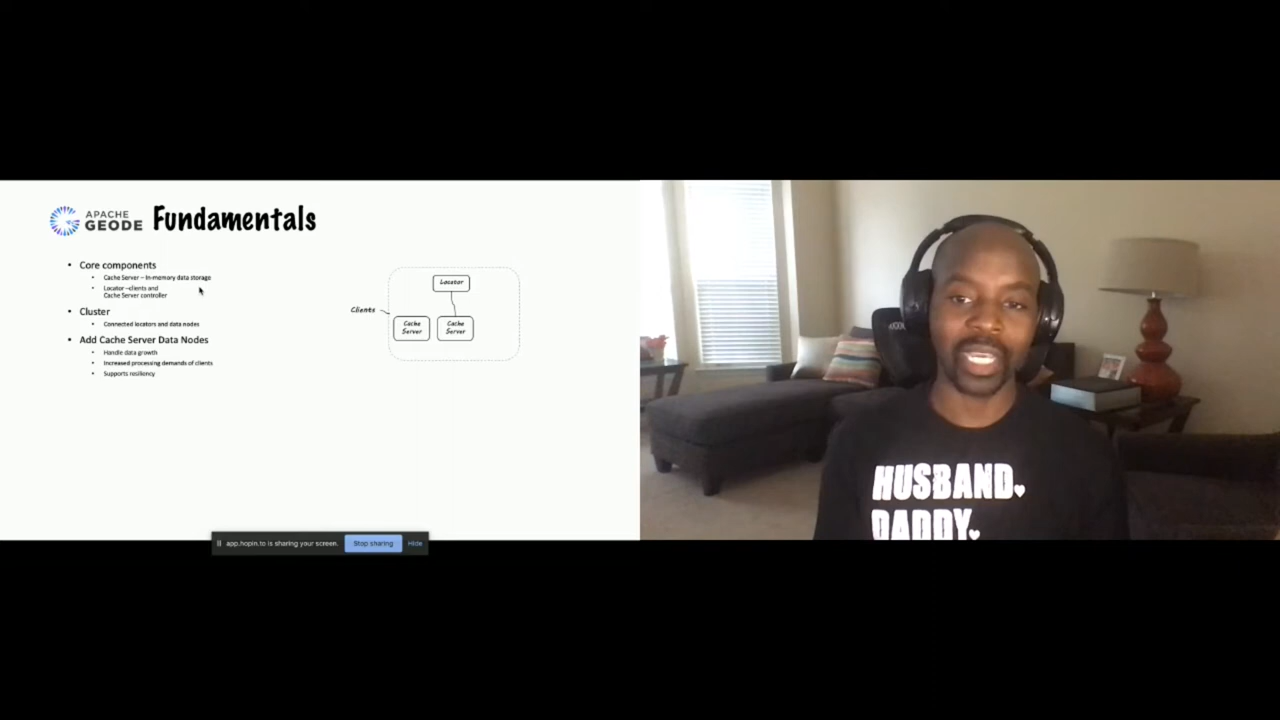 APACHE
GEODE
Fundamentals
Core components
Cache Server – In-memory data storage
Locator –clients and
Cache Server controller
Cluster
Connected locators and data nodes
Add Cache Server Data Nodes
Handle data growth
Increased processing demands of clients
Supports resiliency
Clients
Locator
Cache
Server
Cache
Server
app.hopin.to is sharing your screen.
Stop sharing
Hide
HUSBAND.
DADDY.